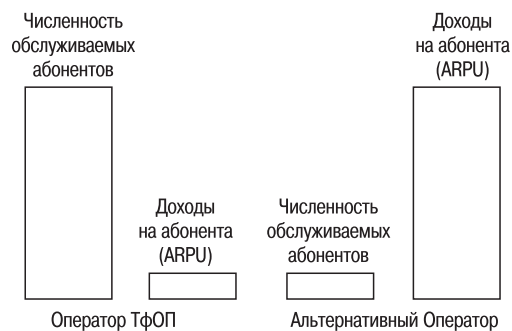 Численность
обслуживаемых
абонентов
Доходы
на абонента
(ARPU)
Доходы
на абонента
(ARPU)
Численность
обслуживаемых
абонентов
Оператор ТфОП
Альтернативный Оператор